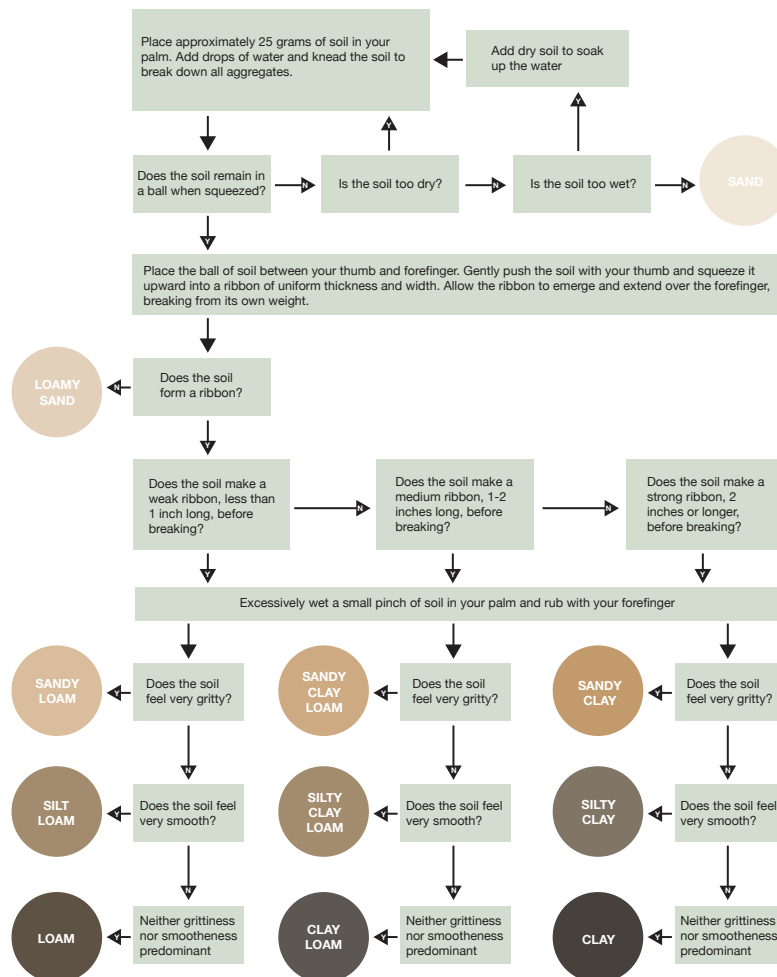 Place approximately 25 grams of soil in your
palm. Add drops of water and knead the soil to
break down all aggregates.
Add dry soil to soak
up the water
Y
Y
Does the soil remain in
a ball when squeezed?
N
Is the soil too dry?
N
Is the soil too wet?
N
SAND
Y
Place the ball of soil between your thumb and forefinger. Gently push the soil with your thumb and squeeze it
upward into a ribbon of uniform thickness and width. Allow the ribbon to emerge and extend over the forefinger,
breaking from its own weight.
LOAMY
SAND
N
Does the soil
form a ribbon?
Y
Does the soil make a
weak ribbon, less than
1 inch long, before
breaking?
N
Does the soil make a
medium ribbon, 1-2
inches long, before
breaking?
N
Does the soil make a
strong ribbon, 2
inches or longer,
before breaking?
Y
Y
Y
Excessively wet a small pinch of soil in your palm and rub with your forefinger
SANDY
LOAM
Y
Does the soil
feel very gritty?
SANDY
CLAY
LOAM
Y
Does the soil
feel very gritty?
SANDY
CLAY
Y
Does the soil
feel very gritty?
N
N
N
SILT
LOAM
Y
Does the soil feel
very smooth?
SILTY
CLAY
LOAM
Y
Does the soil feel
very smooth?
SILTY
CLAY
Y
Does the soil feel
very smooth?
N
N
N
LOAM
Y
Neither grittiness
nor smootheness
predominant
CLAY
LOAM
Y
Neither grittiness
nor smootheness
predominant
CLAY
Y
Neither grittiness
nor smootheness
predominant